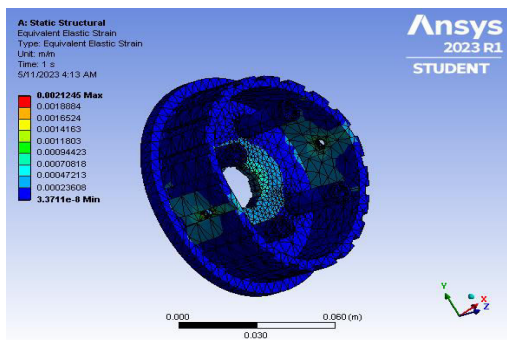 A: Static Structural
Equivalent Elastic Strain
Type: Equivalent Elastic Strain
Unit: m/m
Time: 1 s
5/11/2023 4:13 AM
0.0021245 Max
0.0018884
0.0016524
0.0014163
0.0011803
0.00094423
0.00070818
0.00047213
0.00023608
3.3711e-8 Min
Ansys
2023 R1
STUDENT
0.000
0.060 (m)
0.030
Y
X
Z